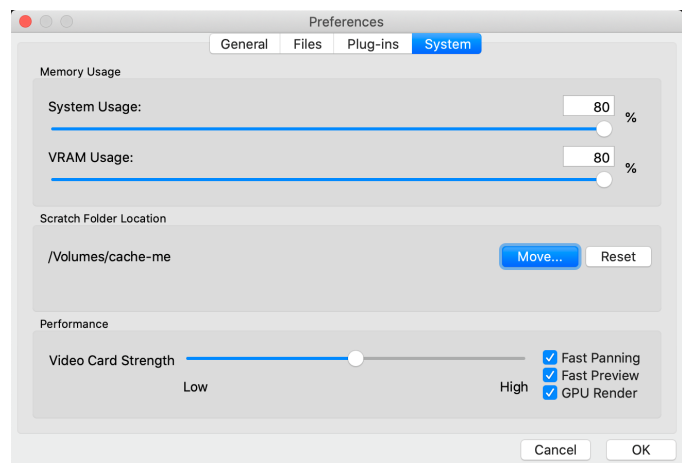 Preferences
General Files Plug-ins System
Memory Usage
System Usage: 80 %
VRAM Usage: 80 %
Scratch Folder Location
/Volumes/cache-me Move... Reset
Performance
Video Card Strength Fast Panning
Fast Preview
Low High GPU Render
Cancel OK